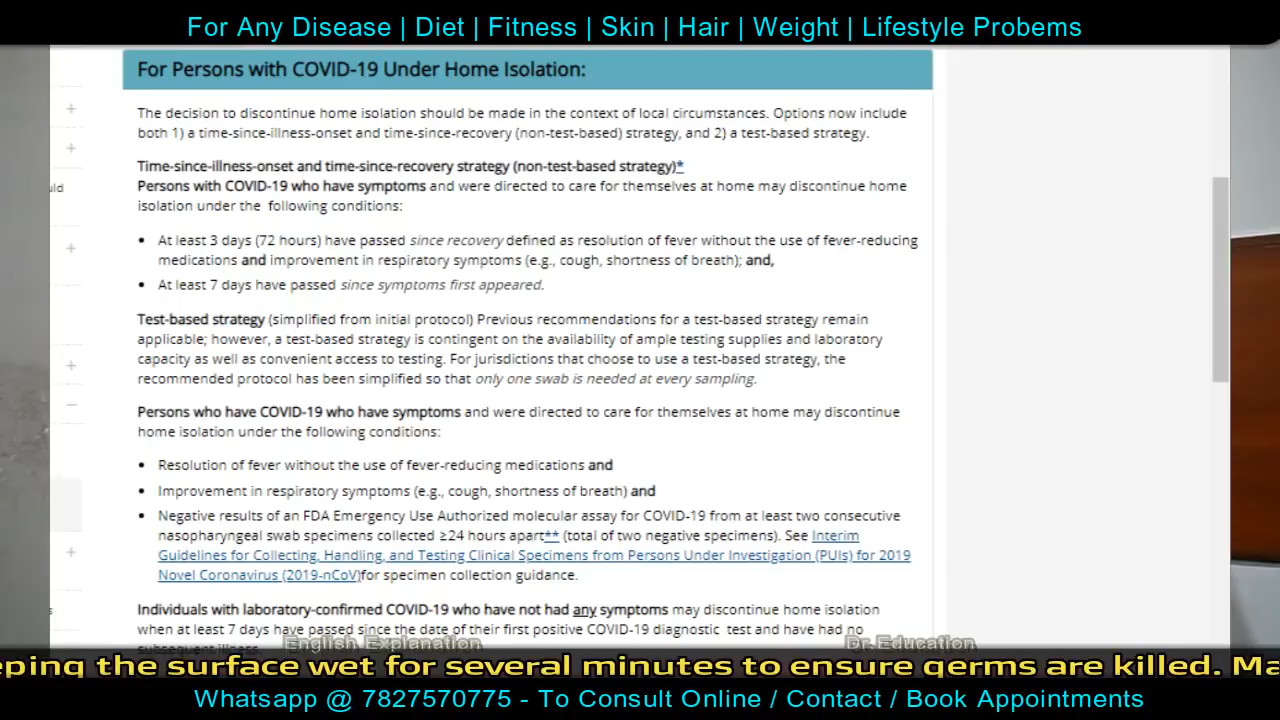 For Any Disease | Diet | Fitness | Skin | Hair | Weight | Lifestyle Probems
For Persons with COVID-19 Under Home Isolation:
The decision to discontinue home isolation should be made in the context of local circumstances. Options now include
both 1) a time-since-illness-onset and time-since-recovery (non-test-based) strategy, and 2) a test-based strategy.
Time-since-illness-onset and time-since-recovery strategy (non-test-based strategy)*
Persons with COVID-19 who have symptoms and were directed to care for themselves at home may discontinue home
isolation under the following conditions:
• At least 3 days (72 hours) have passed since recovery defined as resolution of fever without the use of fever-reducing
medications and improvement in respiratory symptoms (e.g., cough, shortness of breath); and,
• At least 7 days have passed since symptoms first appeared.
Test-based strategy (simplified from initial protocol) Previous recommendations for a test-based strategy remain
applicable; however, a test-based strategy is contingent on the availability of ample testing supplies and laboratory
capacity as well as convenient access to testing. For jurisdictions that choose to use a test-based strategy, the
recommended protocol has been simplified so that only one swab is needed at every sampling.
Persons who have COVID-19 who have symptoms and were directed to care for themselves at home may discontinue
home isolation under the following conditions:
• Resolution of fever without the use of fever-reducing medications and
• Improvement in respiratory symptoms (e.g., cough, shortness of breath) and
• Negative results of an FDA Emergency Use Authorized molecular assay for COVID-19 from at least two consecutive
nasopharyngeal swab specimens collected ≥24 hours apart** (total of two negative specimens). See Interim
Guidelines for Collecting, Handling, and Testing Clinical Specimens from Persons Under Investigation (PUIs) for 2019
Novel Coronavirus (2019-nCoV)for specimen collection guidance.
Individuals with laboratory-confirmed COVID-19 who have not had any symptoms may discontinue home isolation
when at least 7 days have passed since the date of their first positive COVID-19 diagnostic test and have had no
English Explanation
Dr.Education
eping the surface wet for several minutes to ensure germs are killed. Ma
Whatsapp @ 7827570775 - To Consult Online / Contact / Book Appointments